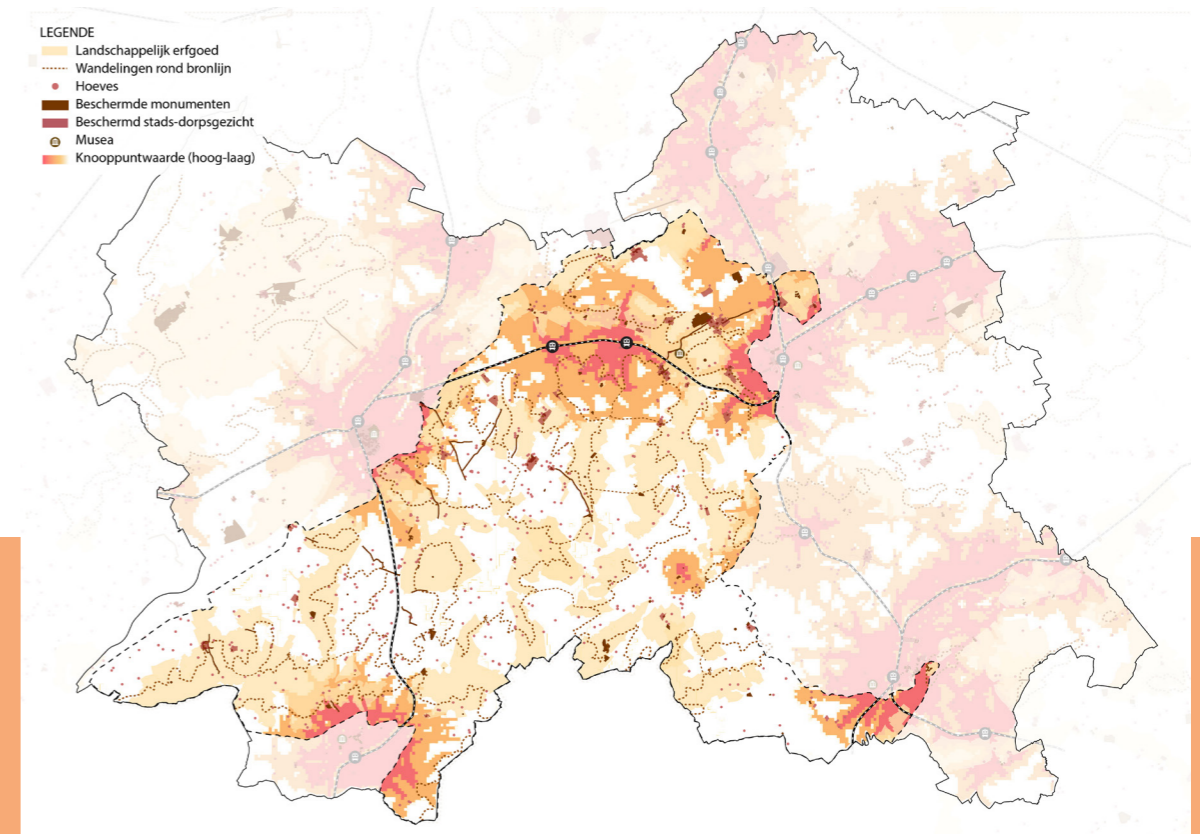 LEGENDE
Landschappelijk erfgoed
Wandelingen rond bronlijn
Hoeves
Beschermde monumenten
Beschermd stads-dorpsgezicht
Musea
Knooppuntwaarde (hoog-laag)